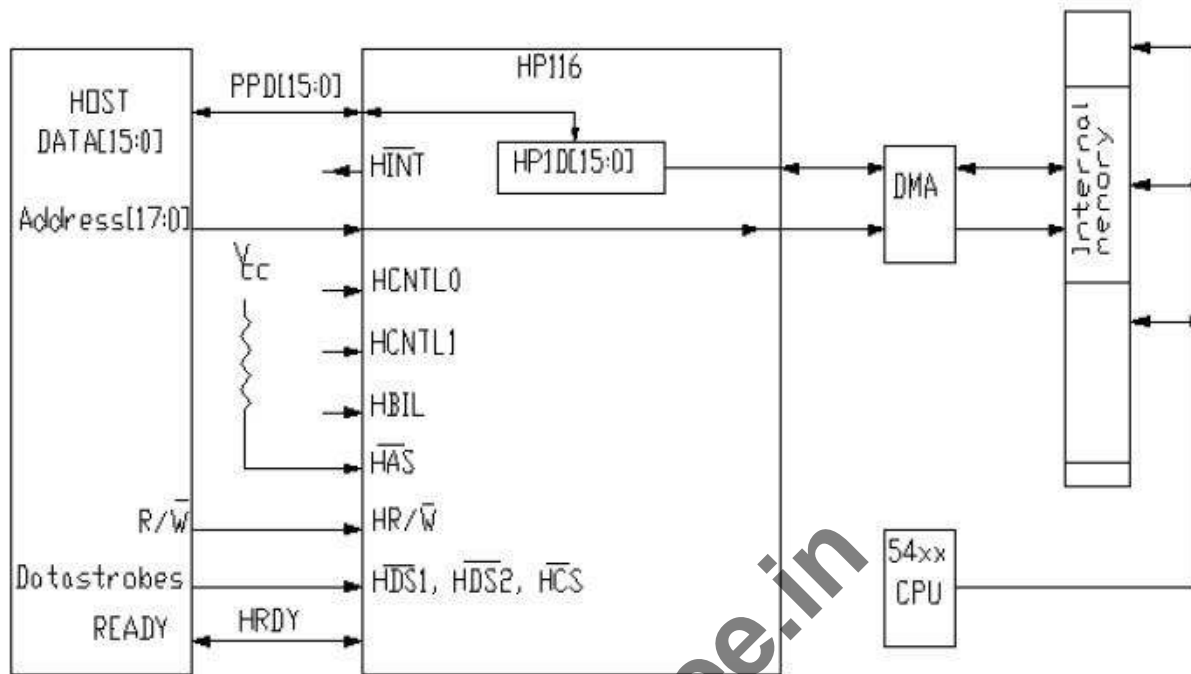 HP116
HOST
DATA[15:0]
PPD[15:0]
HINT
HP1D[15:0]
DMA
Internal
memory
Address[17:0]
VCC
HCNTL0
HCNTL1
HBIL
HAS
R/W
HR/W
Datastrobes
HDS1, HDS2, HCS
READY
HRDY
54xx
CPU